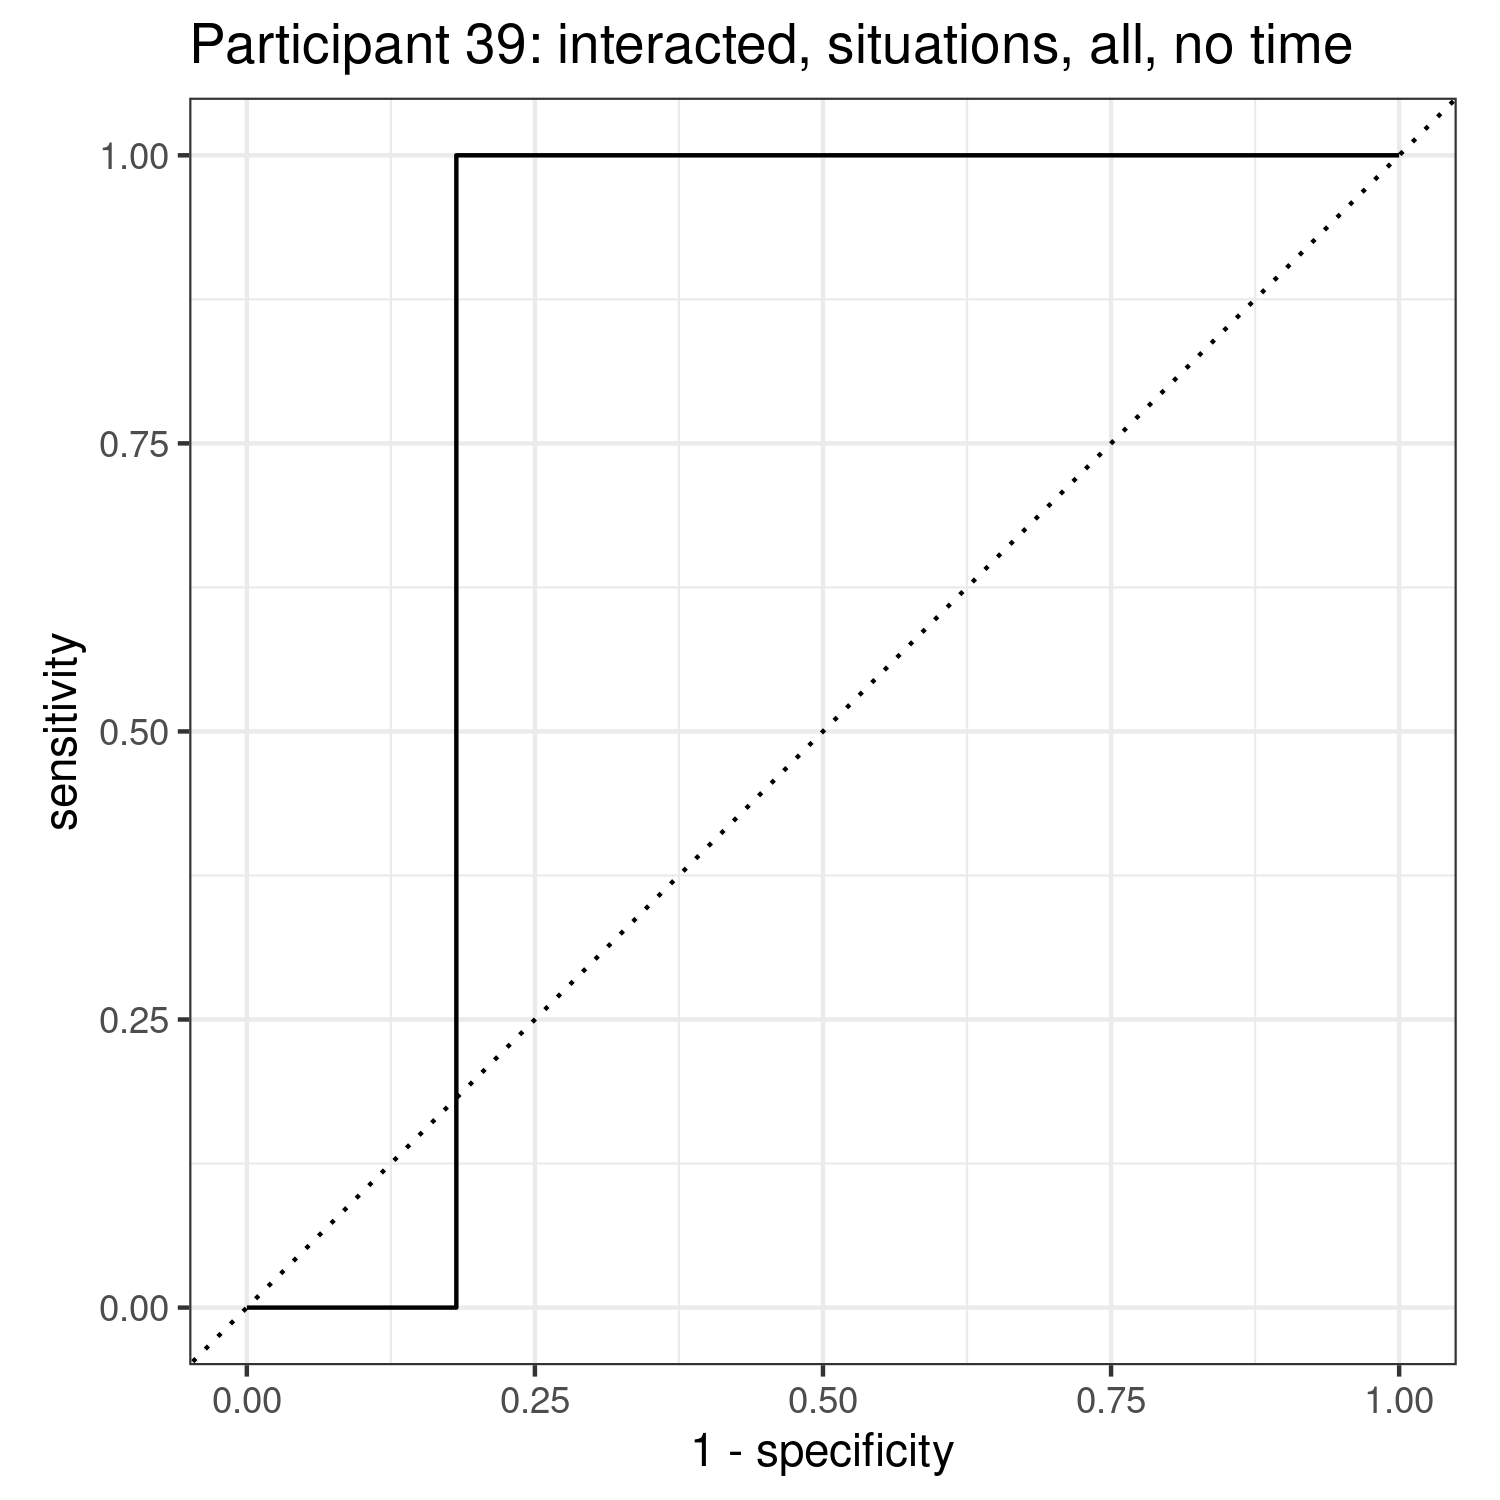 Participant 39: interacted, situations, all, no time
1.00
0.75
0.50
0.25
0.00
sensitivity
0.00 0.25 0.50 0.75 1.00
1 - specificity